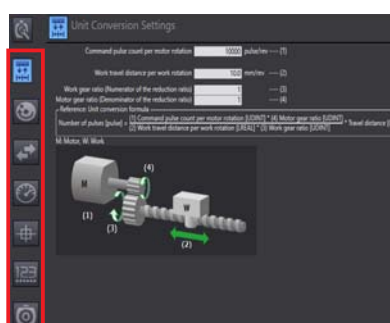 Unit Conversion Settings
Command pulse count per motor rotation 10000 pulse/rev ---- (1)
Work travel distance per work rotation 10.0 mm/rev ---- (2)
Work gear ratio (Numerator of the reduction ratio) 1 ---- (3)
Motor gear ratio (Denominator of the reduction ratio) 1 ---- (4)
Reference: Unit conversion formula
(1) Command pulse count per motor rotation [UDINT] * (4) Motor gear ratio [UDINT]
Number of pulses [pulse] = * Travel distance
(2) Work travel distance per work rotation [LREAL] * (3) Work gear ratio [UDINT]
M: Motor, W: Work
(4)
M
W
(1)
(3)
(2)
123